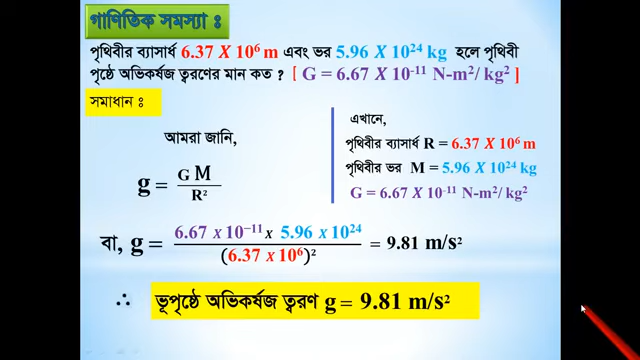 গাণিতিক সমস্যা ঃ
পৃথিবীর ব্যাসার্ধ 6.37 X 10⁶ m এবং ভর 5.96 X 10²⁴ kg হলে পৃথিবী
পৃষ্ঠে অভিকর্ষজ ত্বরণের মান কত ? [ G = 6.67 X 10⁻¹¹ N-m²/ kg² ]
সমাধান ঃ
আমরা জানি,
g = G M / R²
এখানে,
পৃথিবীর ব্যাসার্ধ R = 6.37 X 10⁶ m
পৃথিবীর ভর M = 5.96 X 10²⁴ kg
G = 6.67 X 10⁻¹¹ N-m²/ kg²
বা, g = 6.67 × 10⁻¹¹ x 5.96 × 10²⁴ / (6.37 × 10⁶)² = 9.81 m/s²
∴ ভূপৃষ্ঠে অভিকর্ষজ ত্বরণ g = 9.81 m/s²